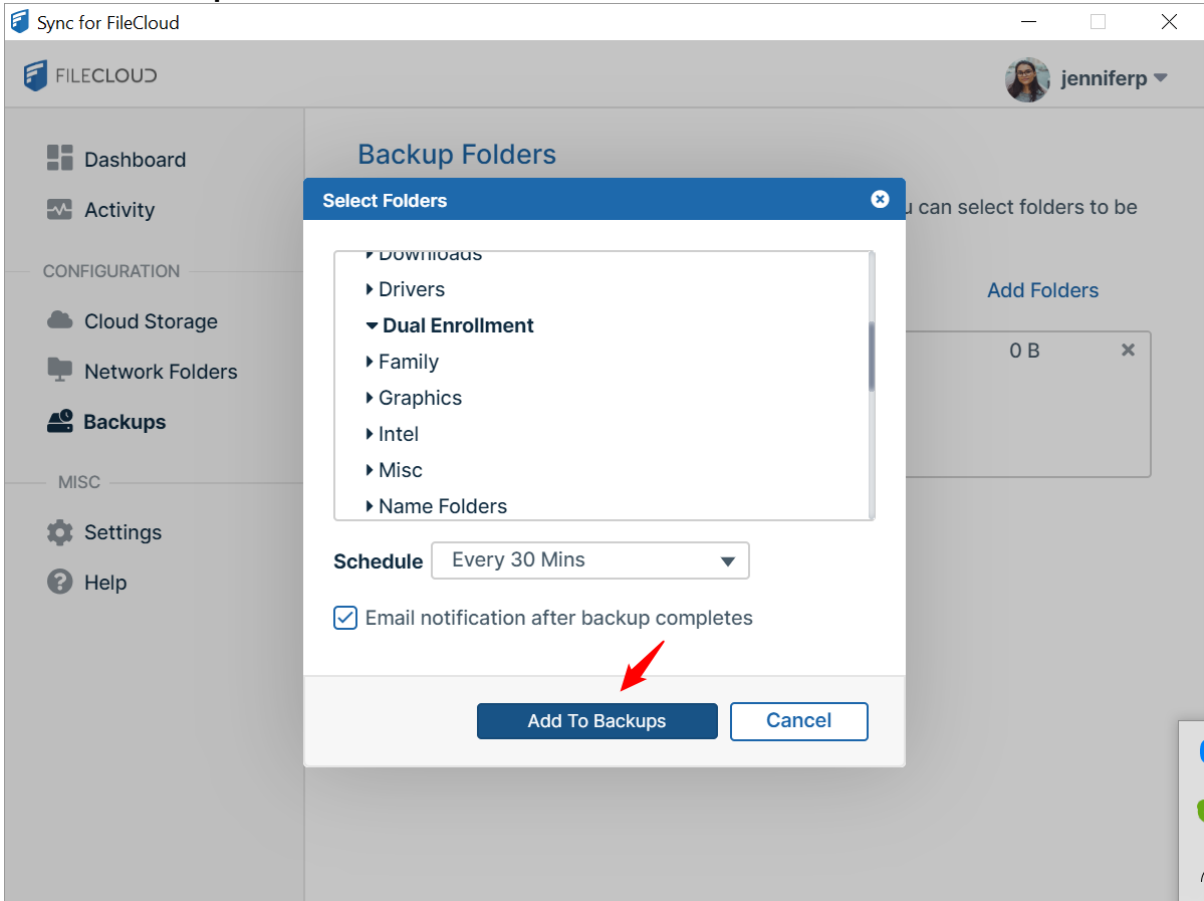 Sync for FileCloud
FILECLOUD
jenniferp
Dashboard
Activity
CONFIGURATION
Cloud Storage
Network Folders
Backups
MISC
Settings
Help
Backup Folders
can select folders to be
Add Folders
0 B
Select Folders
Downloads
Drivers
Dual Enrollment
Family
Graphics
Intel
Misc
Name Folders
Schedule Every 30 Mins
Email notification after backup completes
Add To Backups Cancel